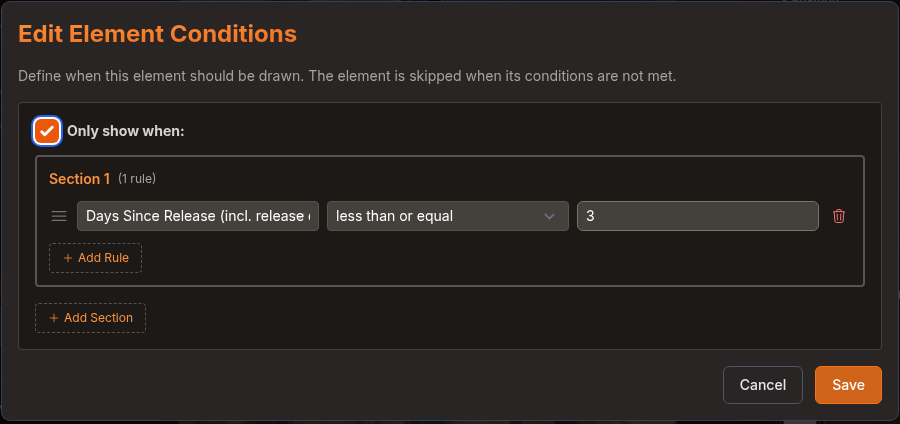 Edit Element Conditions
Define when this element should be drawn. The element is skipped when its conditions are not met.
Only show when:
Section 1 (1 rule)
Days Since Release (incl. release less than or equal 3
+ Add Rule
+ Add Section
Cancel Save